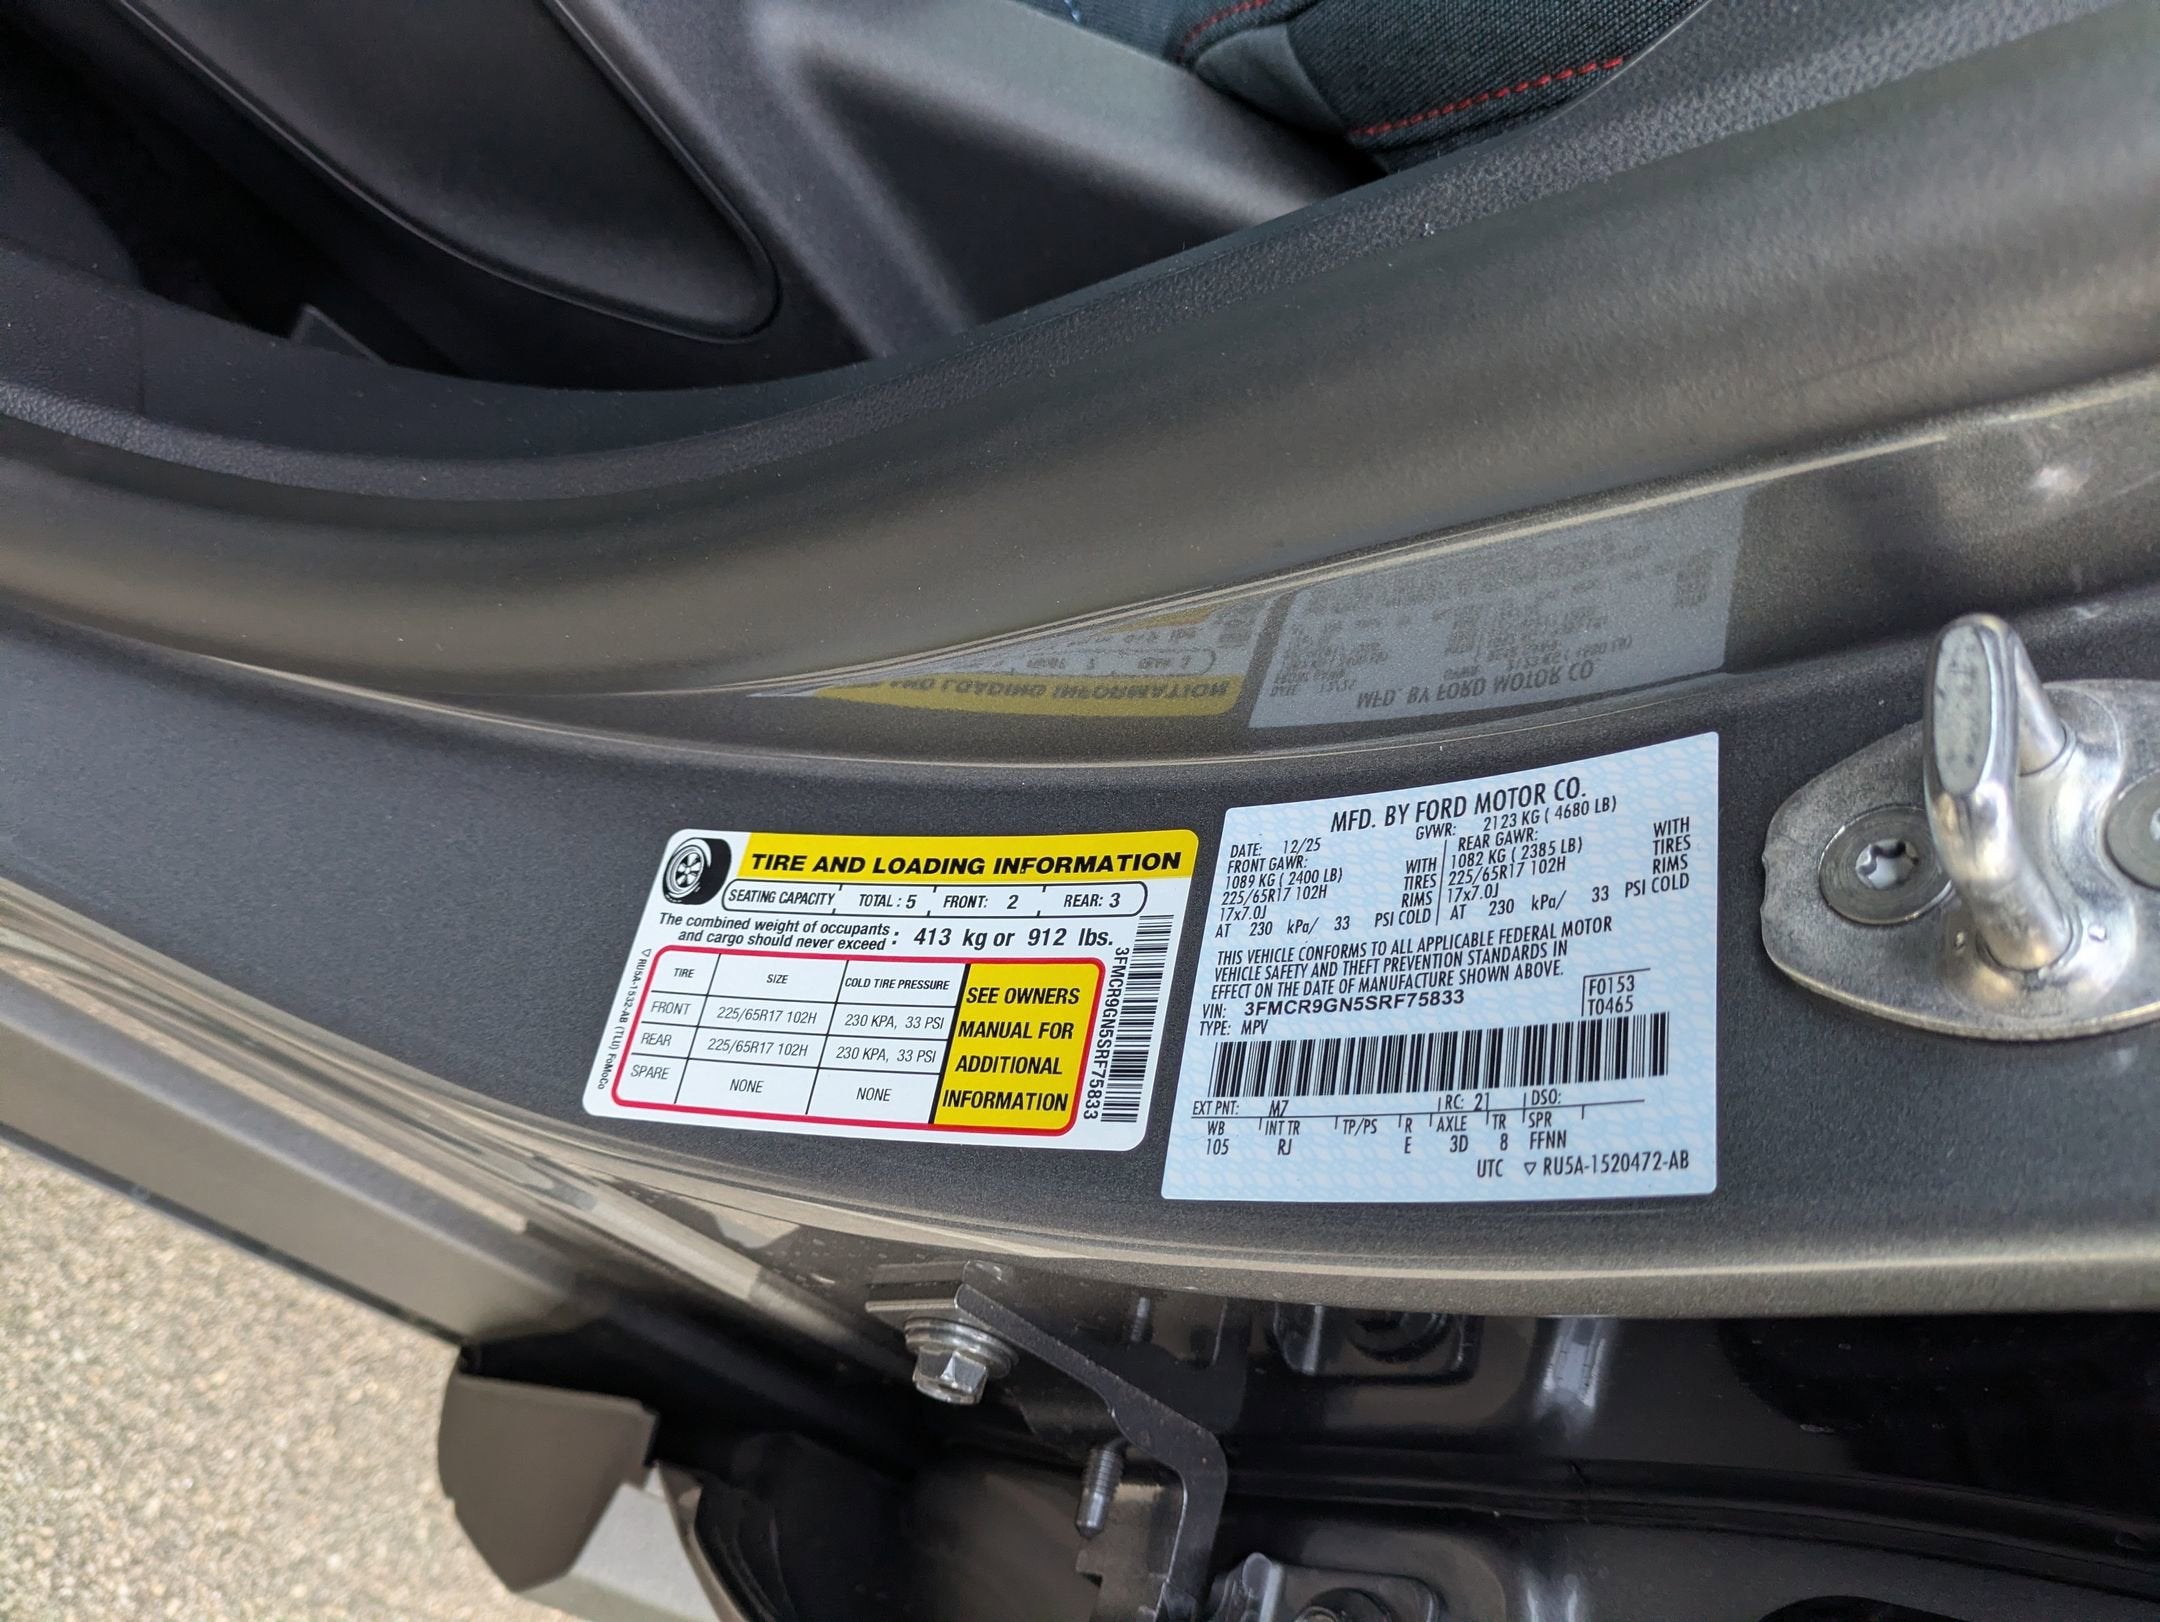 TIRE AND LOADING INFORMATION
SEATING CAPACITY TOTAL : 5 FRONT: 2 REAR: 3
The combined weight of occupants
and cargo should never exceed : 413 kg or 912 lbs.
TIRE SIZE COLD TIRE PRESSURE
FRONT 225/65R17 102H 230 KPA, 33 PSI
REAR 225/65R17 102H 230 KPA, 33 PSI
SPARE NONE NONE
SEE OWNERS
MANUAL FOR
ADDITIONAL
INFORMATION
▽ RU5A-1532-AB (TLU) FoMoCo
3FMCR9GN5SRF75833
MFD. BY FORD MOTOR CO.
DATE: 12/25 GVWR: 2123 KG ( 4680 LB)
FRONT GAWR: WITH REAR GAWR: WITH
1089 KG ( 2400 LB) TIRES 1082 KG ( 2385 LB) TIRES
225/65R17 102H RIMS 225/65R17 102H RIMS
17x7.0J 17x7.0J
AT 230 kPa/ 33 PSI COLD AT 230 kPa/ 33 PSI COLD
THIS VEHICLE CONFORMS TO ALL APPLICABLE FEDERAL MOTOR
VEHICLE SAFETY AND THEFT PREVENTION STANDARDS IN
EFFECT ON THE DATE OF MANUFACTURE SHOWN ABOVE.
VIN: 3FMCR9GN5SRF75833 F0153
TYPE: MPV T0465
EXT PNT: M7 RC: 21 DSO:
WB INT TR TP/PS R AXLE TR SPR
105 RJ E 3D 8 FFNN
UTC ▽ RU5A-1520472-AB